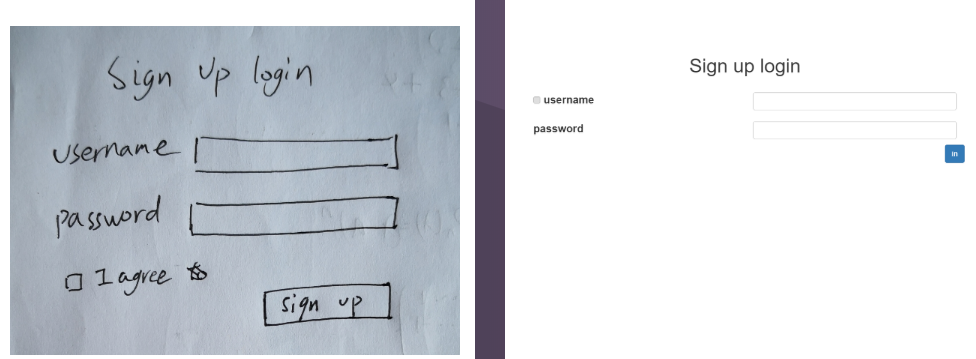 Sign up login
username
password
I agree
sign up
Sign up login
username
password
in